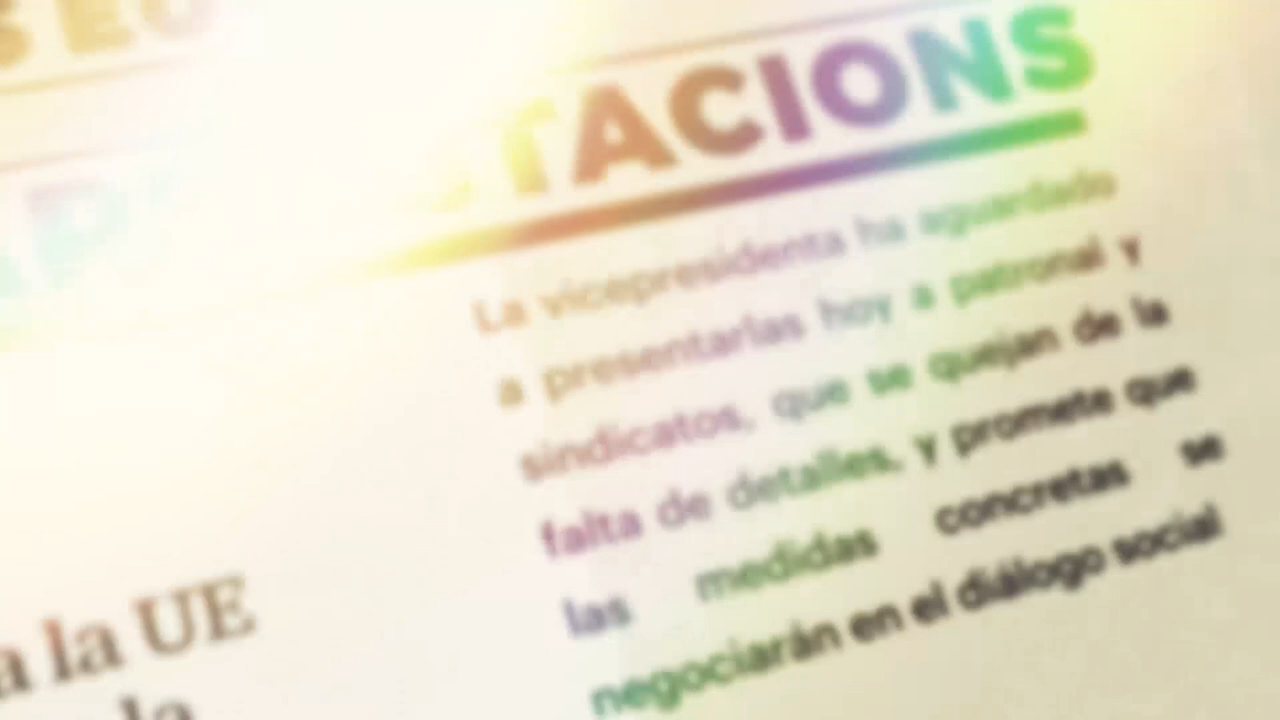 TACIONS
La vicepresidenta ha aguardado
a presentarlas hoy a patronal y
sindicatos, que se quejan de la
falta de detalles, y promete que
las medidas concretas se
negociarán en el diálogo social
a la UE
la